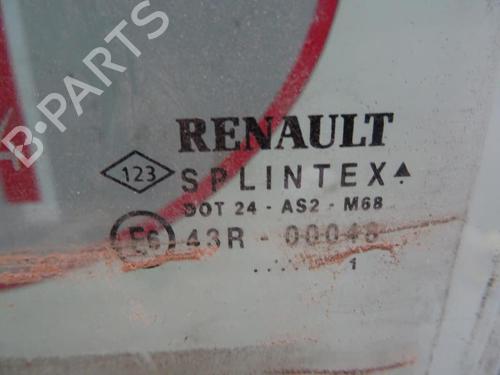 B-PARTS
RENAULT
123 SPLINTEX
DOT 24 - AS2 - M68
E6 43R - 00048
..... 1